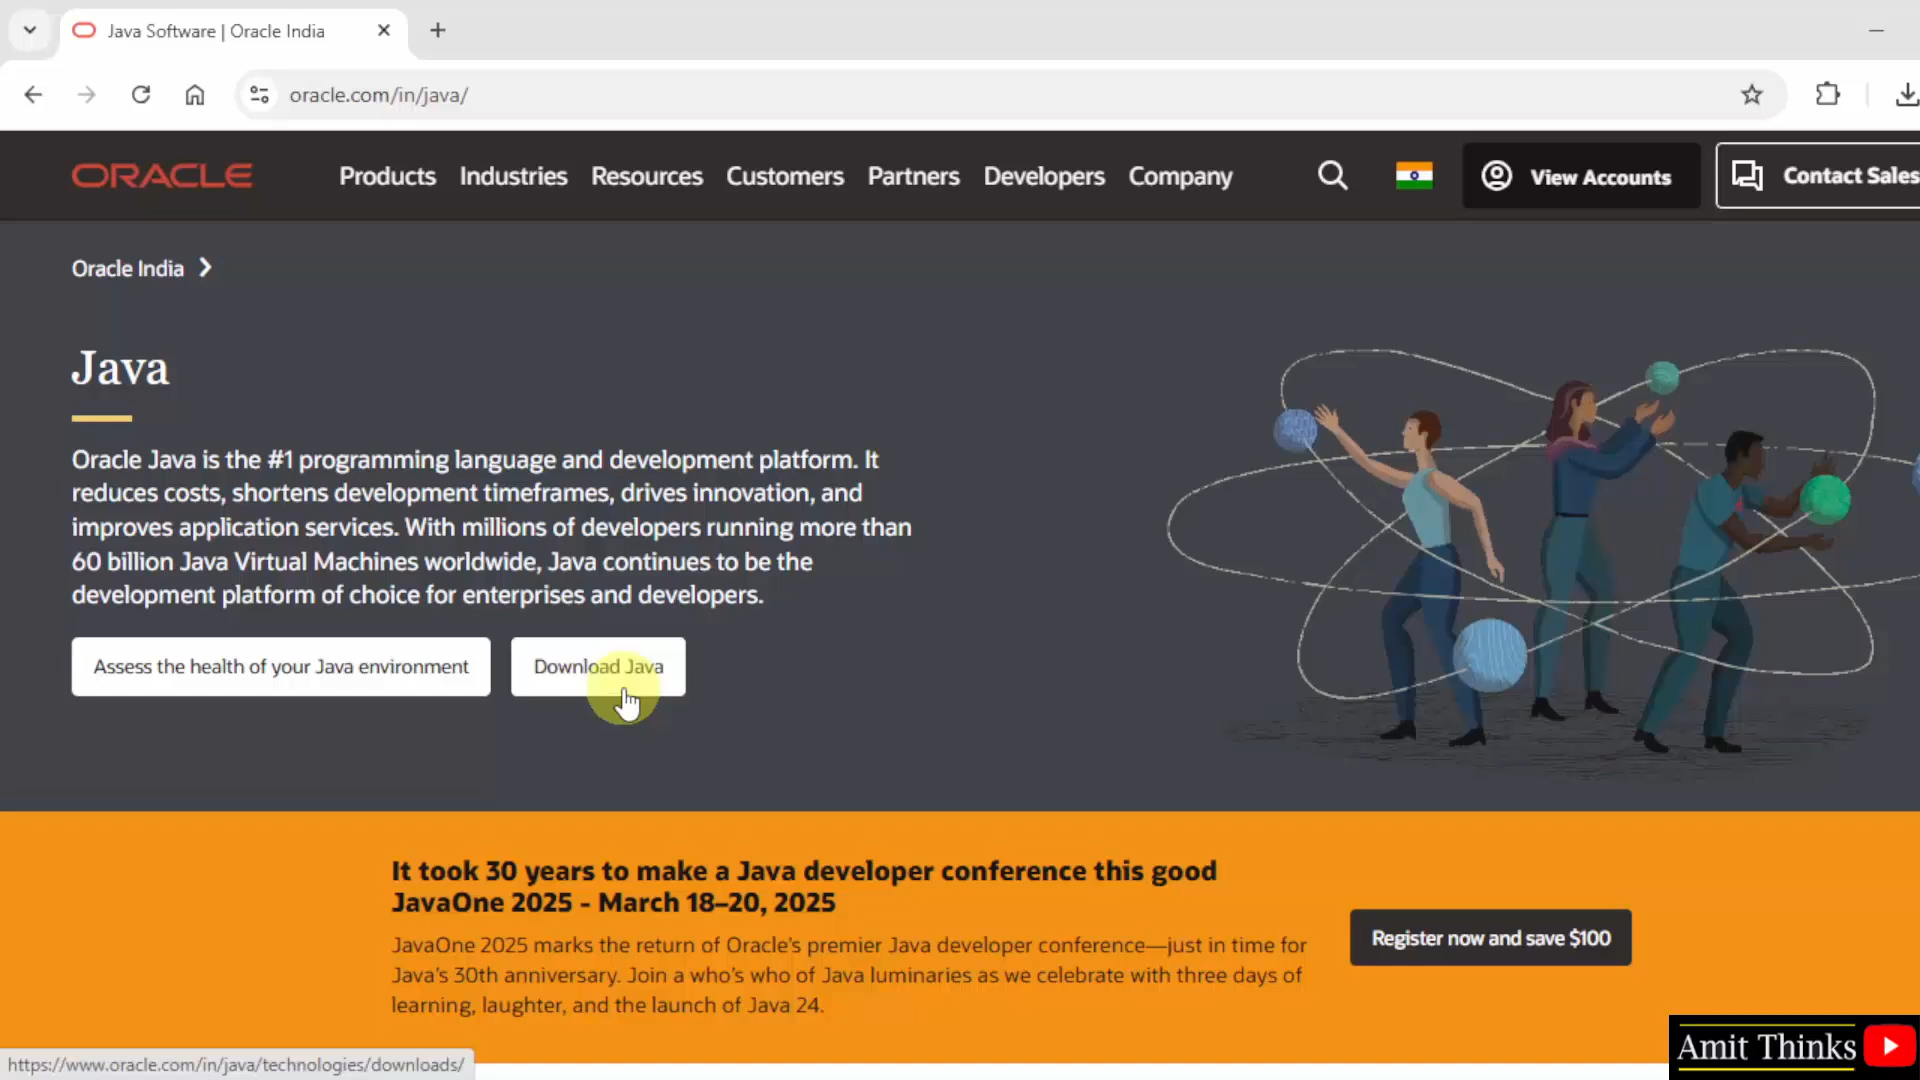 Java Software | Oracle India
oracle.com/in/java/
ORACLE
Products Industries Resources Customers Partners Developers Company
View Accounts
Contact Sales
Oracle India
Java
Oracle Java is the #1 programming language and development platform. It
reduces costs, shortens development timeframes, drives innovation, and
improves application services. With millions of developers running more than
60 billion Java Virtual Machines worldwide, Java continues to be the
development platform of choice for enterprises and developers.
Assess the health of your Java environment
Download Java
It took 30 years to make a Java developer conference this good
JavaOne 2025 - March 18–20, 2025
JavaOne 2025 marks the return of Oracle's premier Java developer conference—just in time for
Java's 30th anniversary. Join a who's who of Java luminaries as we celebrate with three days of
learning, laughter, and the launch of Java 24.
Register now and save $100
https://www.oracle.com/in/java/technologies/downloads/
Amit Thinks